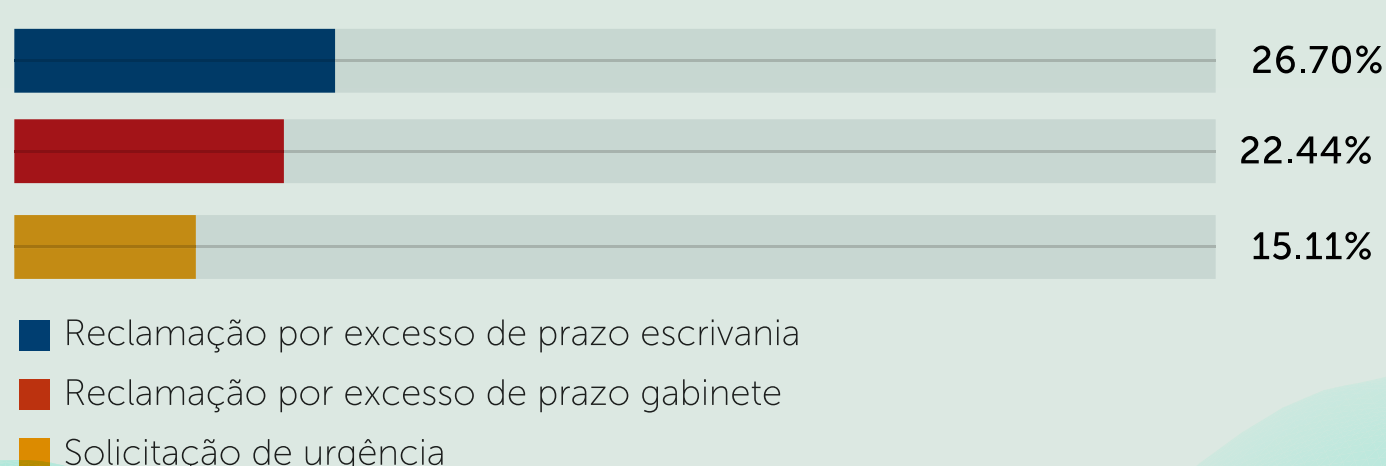 26.70%
22.44%
15.11%
Reclamação por excesso de prazo escrivania
Reclamação por excesso de prazo gabinete
Solicitação de urgência